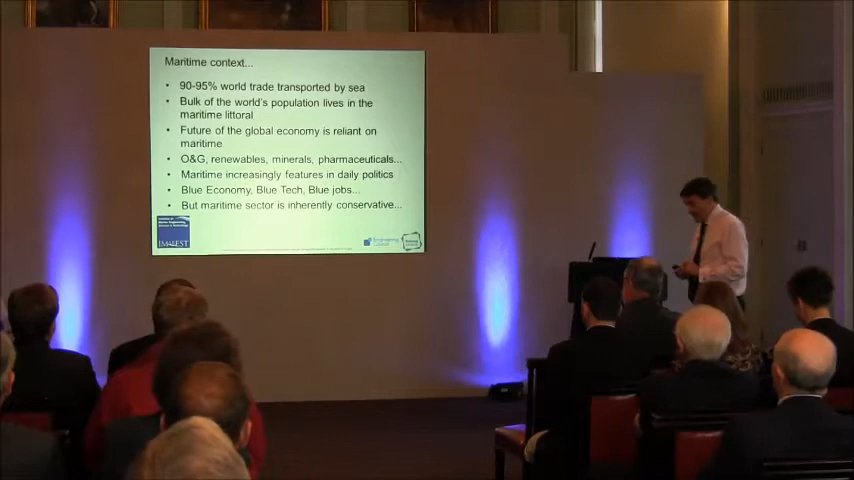 Maritime context...
• 90-95% world trade transported by sea
• Bulk of the world's population lives in the
maritime littoral
• Future of the global economy is reliant on
maritime
• O&G, renewables, minerals, pharmaceuticals...
• Maritime increasingly features in daily politics
• Blue Economy, Blue Tech, Blue jobs...
• But maritime sector is inherently conservative...
IMarEST
Engineering